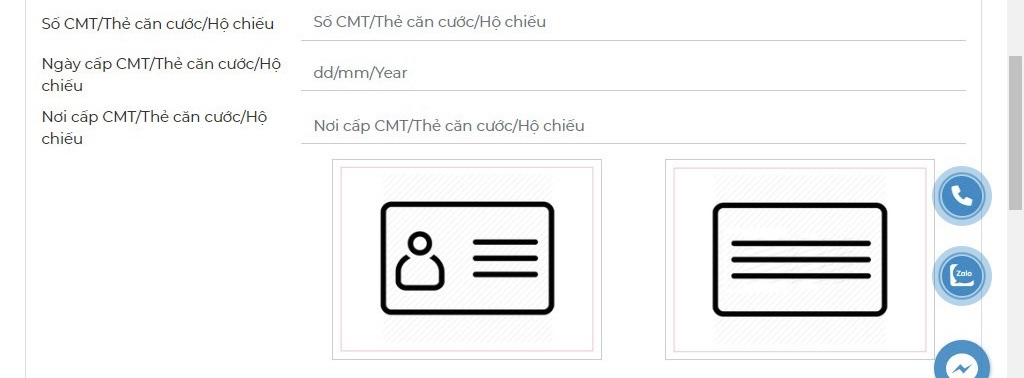 Số CMT/Thẻ căn cước/Hộ chiếu
Số CMT/Thẻ căn cước/Hộ chiếu
Ngày cấp CMT/Thẻ căn cước/Hộ
chiếu
dd/mm/Year
Nơi cấp CMT/Thẻ căn cước/Hộ
chiếu
Nơi cấp CMT/Thẻ căn cước/Hộ chiếu
Zalo